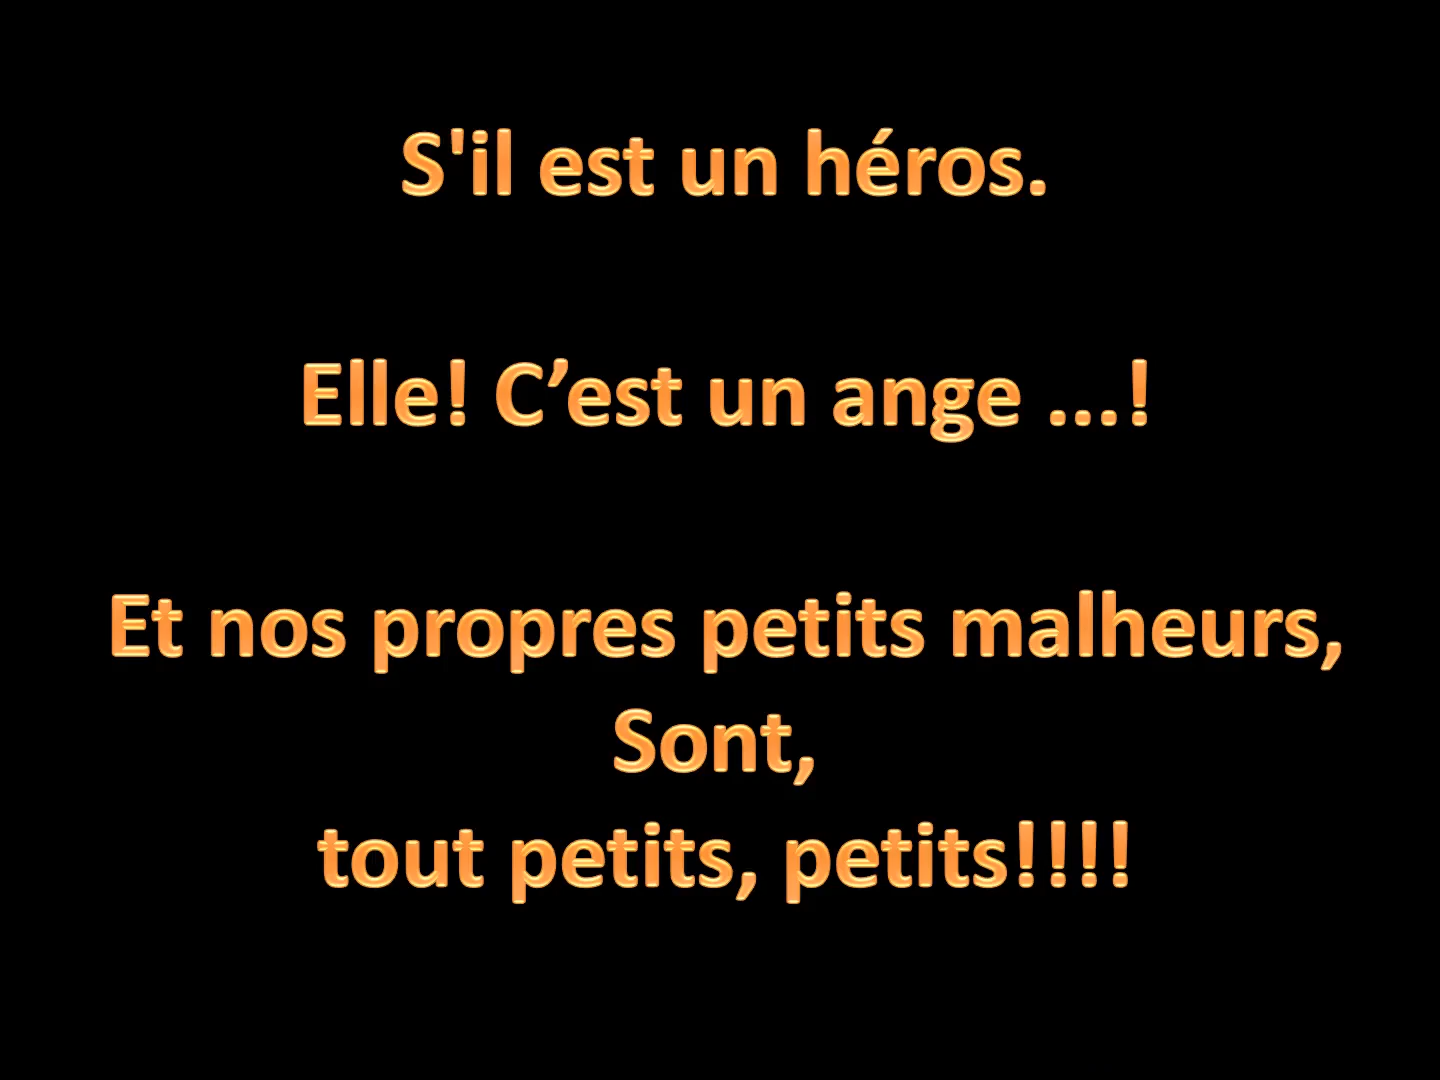 S'il est un héros.
Elle! C’est un ange ...!
Et nos propres petits malheurs,
Sont,
tout petits, petits!!!!